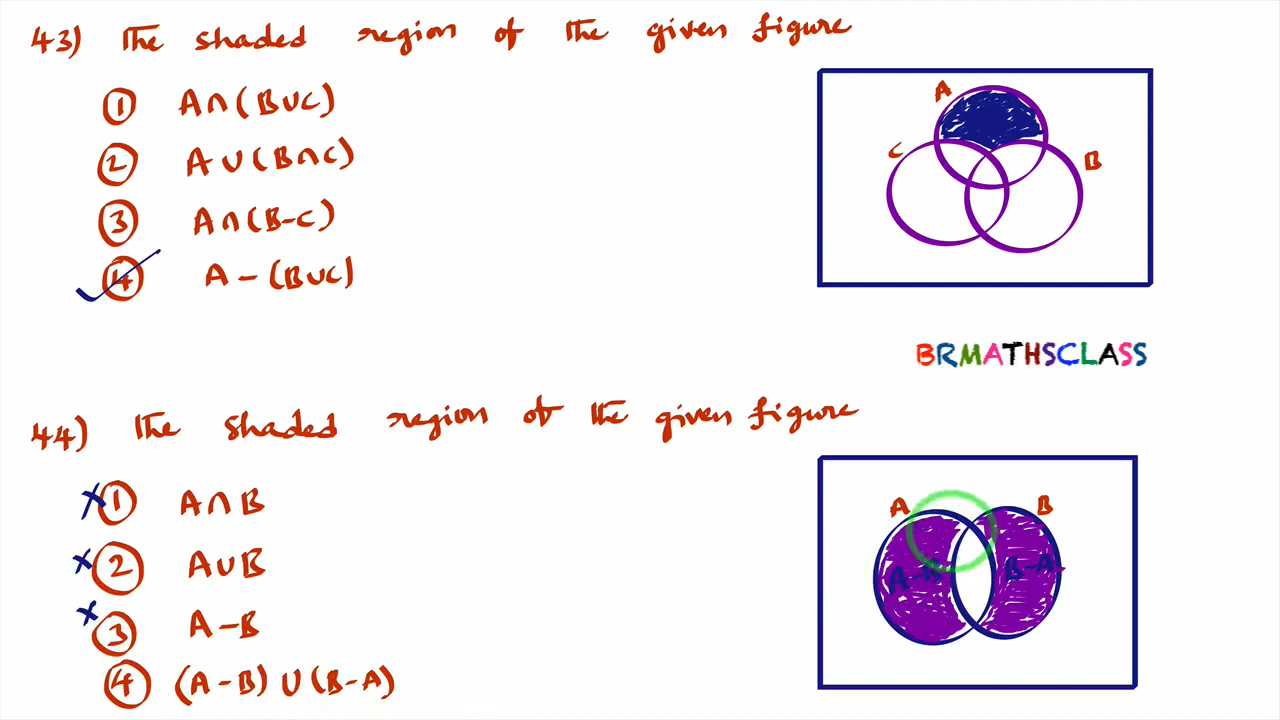 43) The shaded region of the given figure
① A∩(B∪C)
② A∪(B∩C)
③ A∩(B-C)
④ A-(B∪C)
A
C
B
BRMATHSCLASS
44) The shaded region of the given figure
① A∩B
② A∪B
③ A-B
④ (A-B)∪(B-A)
A B
A-B B-A